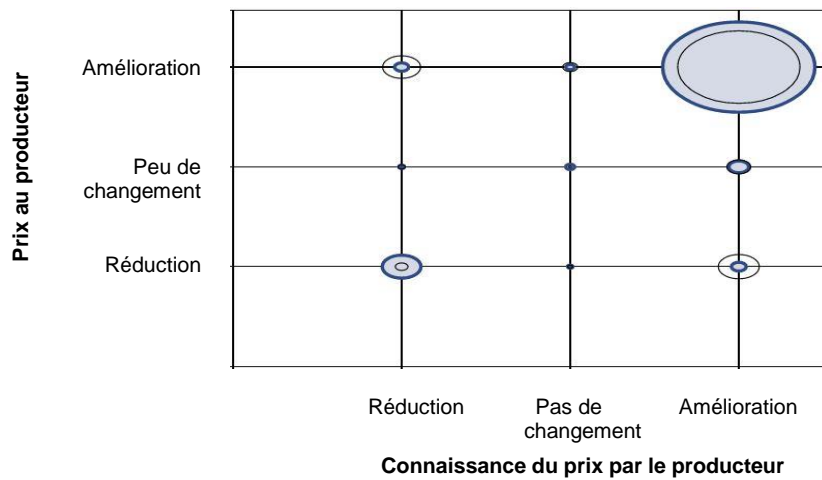 Prix au producteur
Amélioration
Peu de
changement
Réduction
Réduction
Pas de
changement
Amélioration
Connaissance du prix par le producteur